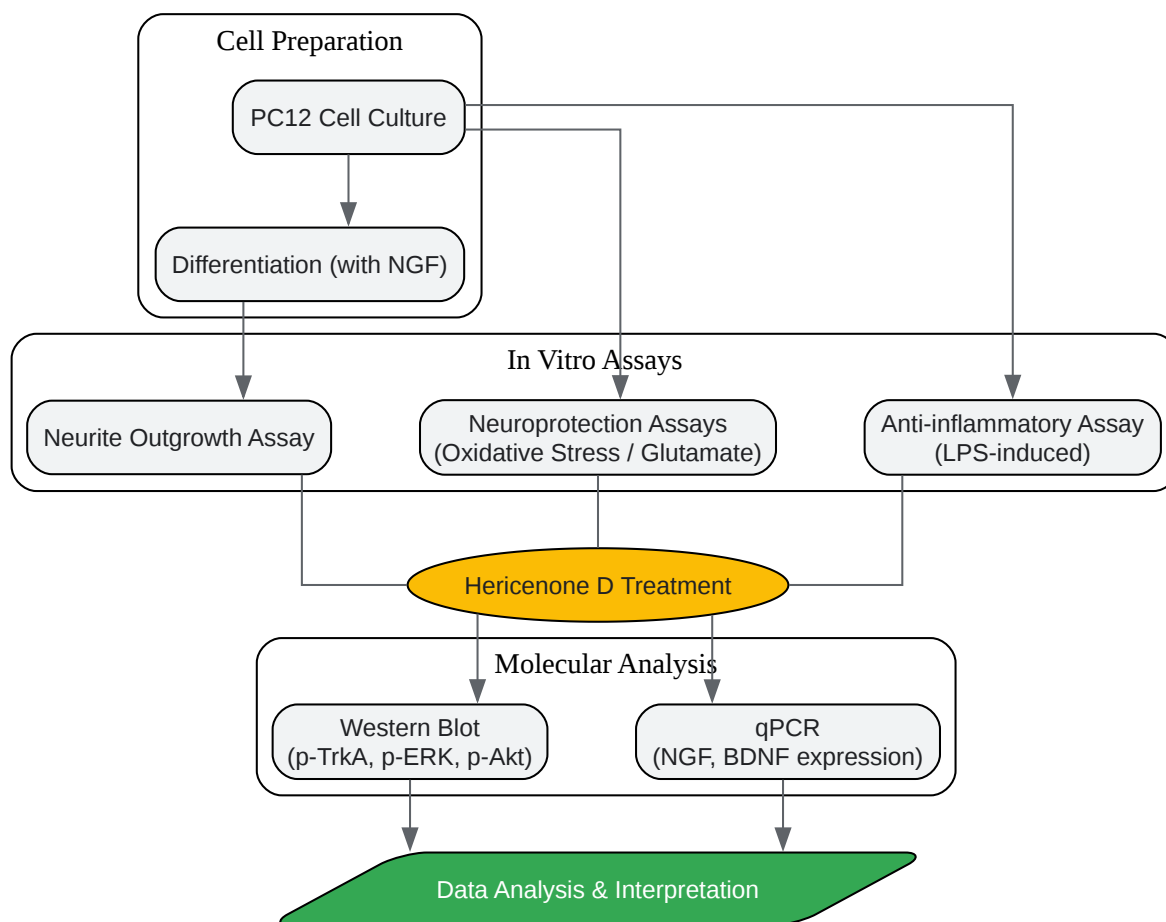 Cell Preparation
PC12 Cell Culture
Differentiation (with NGF)
In Vitro Assays
Neurite Outgrowth Assay
Neuroprotection Assays
(Oxidative Stress / Glutamate)
Anti-inflammatory Assay
(LPS-induced)
Hericenone D Treatment
Molecular Analysis
Western Blot
(p-TrkA, p-ERK, p-Akt)
qPCR
(NGF, BDNF expression)
Data Analysis & Interpretation